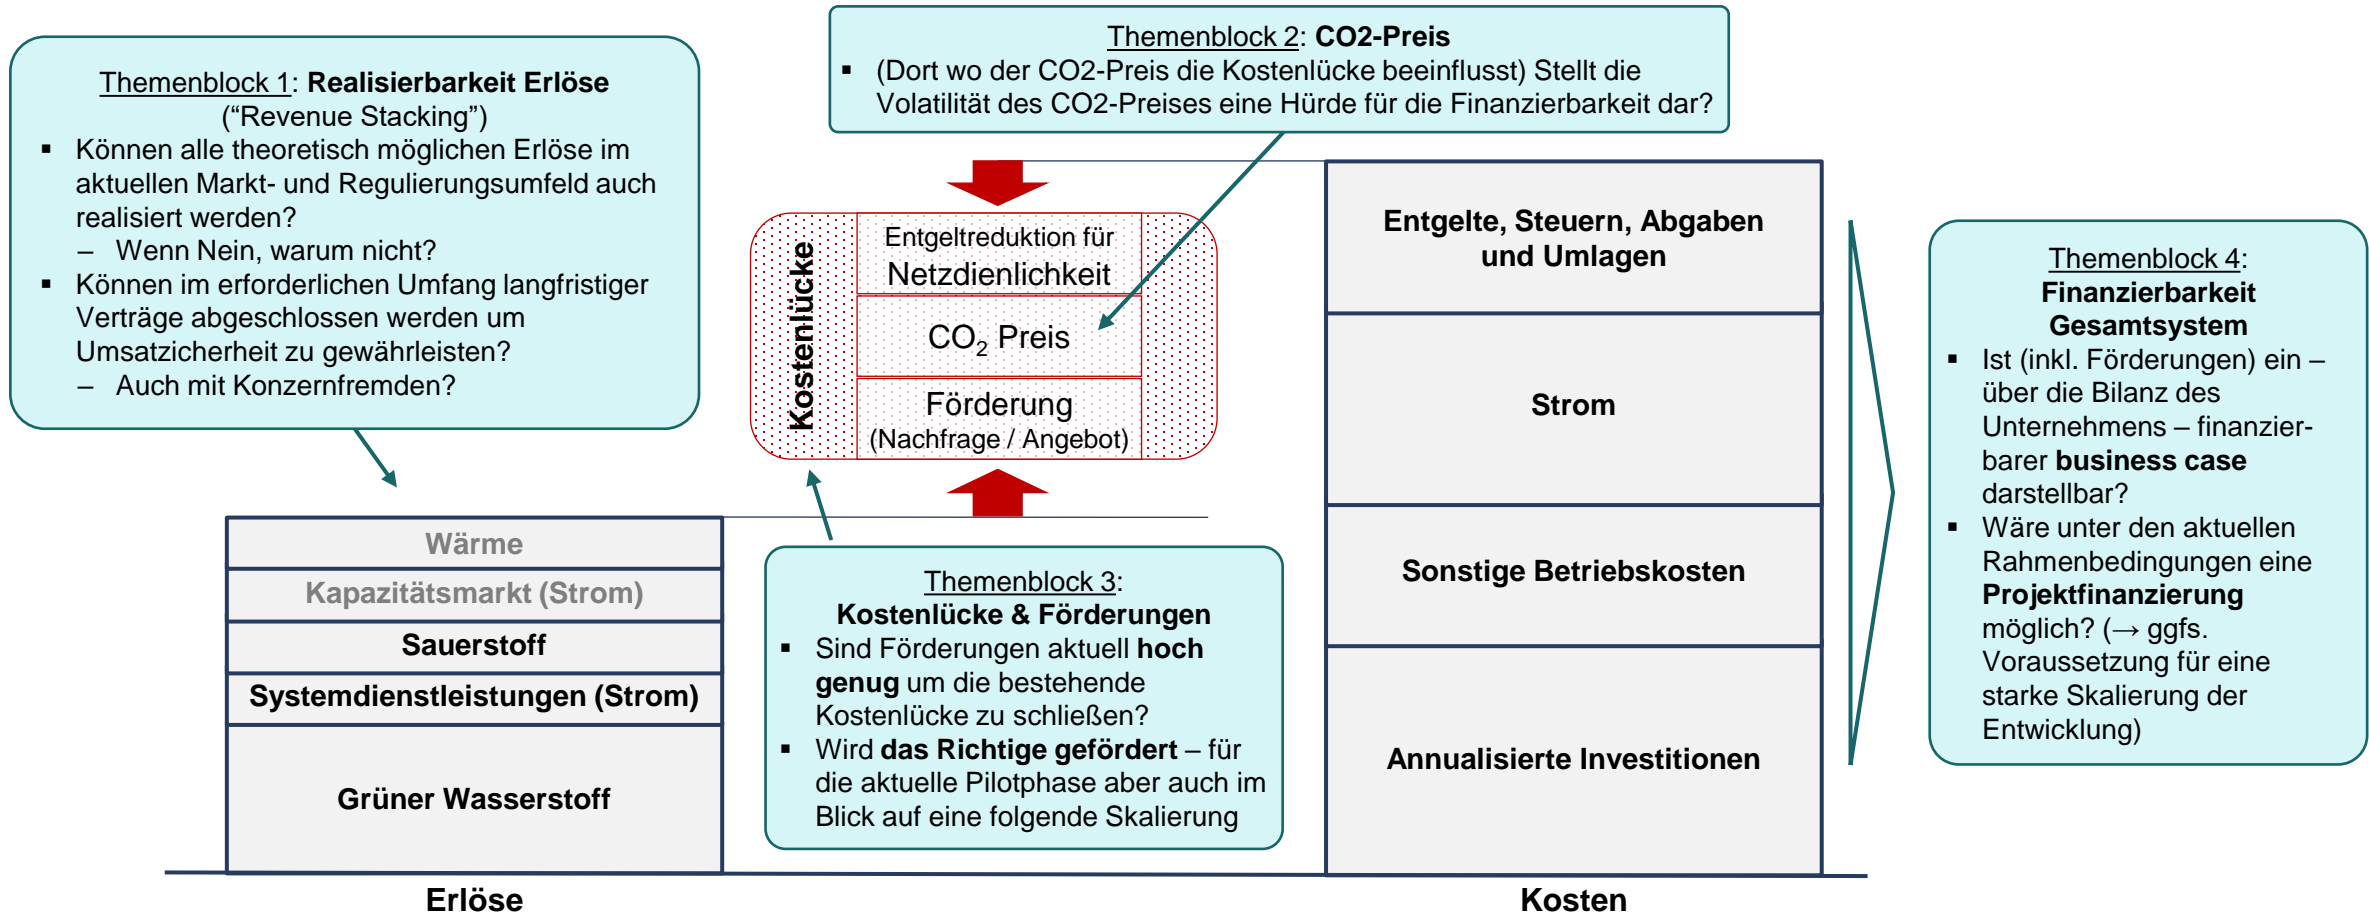 Themenblock 1: Realisierbarkeit Erlöse
(“Revenue Stacking”)
▪ Können alle theoretisch möglichen Erlöse im
aktuellen Markt- und Regulierungsumfeld auch
realisiert werden?
– Wenn Nein, warum nicht?
▪ Können im erforderlichen Umfang langfristiger
Verträge abgeschlossen werden um
Umsatzicherheit zu gewährleisten?
– Auch mit Konzernfremden?
Themenblock 2: CO2-Preis
▪ (Dort wo der CO2-Preis die Kostenlücke beeinflusst) Stellt die
Volatilität des CO2-Preises eine Hürde für die Finanzierbarkeit dar?
Kostenlücke
Entgeltreduktion für
Netzdienlichkeit
CO₂ Preis
Förderung
(Nachfrage / Angebot)
Themenblock 3:
Kostenlücke & Förderungen
▪ Sind Förderungen aktuell hoch
genug um die bestehende
Kostenlücke zu schließen?
▪ Wird das Richtige gefördert – für
die aktuelle Pilotphase aber auch im
Blick auf eine folgende Skalierung
Wärme
Kapazitätsmarkt (Strom)
Sauerstoff
Systemdienstleistungen (Strom)
Grüner Wasserstoff
Erlöse
Entgelte, Steuern, Abgaben
und Umlagen
Strom
Sonstige Betriebskosten
Annualisierte Investitionen
Kosten
Themenblock 4:
Finanzierbarkeit
Gesamtsystem
▪ Ist (inkl. Förderungen) ein –
über die Bilanz des
Unternehmens – finanzier-
barer business case
darstellbar?
▪ Wäre unter den aktuellen
Rahmenbedingungen eine
Projektfinanzierung
möglich? (→ ggfs.
Voraussetzung für eine
starke Skalierung der
Entwicklung)